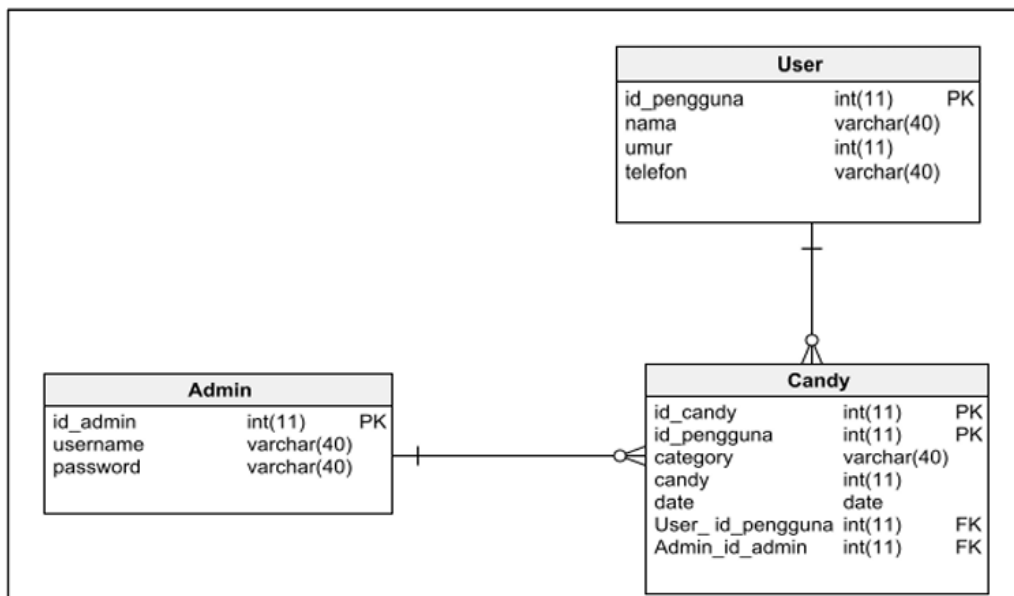 User
id_pengguna int(11) PK
nama varchar(40)
umur int(11)
telefon varchar(40)
Admin
id_admin int(11) PK
username varchar(40)
password varchar(40)
Candy
id_candy int(11) PK
id_pengguna int(11) PK
category varchar(40)
candy int(11)
date date
User_ id_pengguna int(11) FK
Admin_id_admin int(11) FK